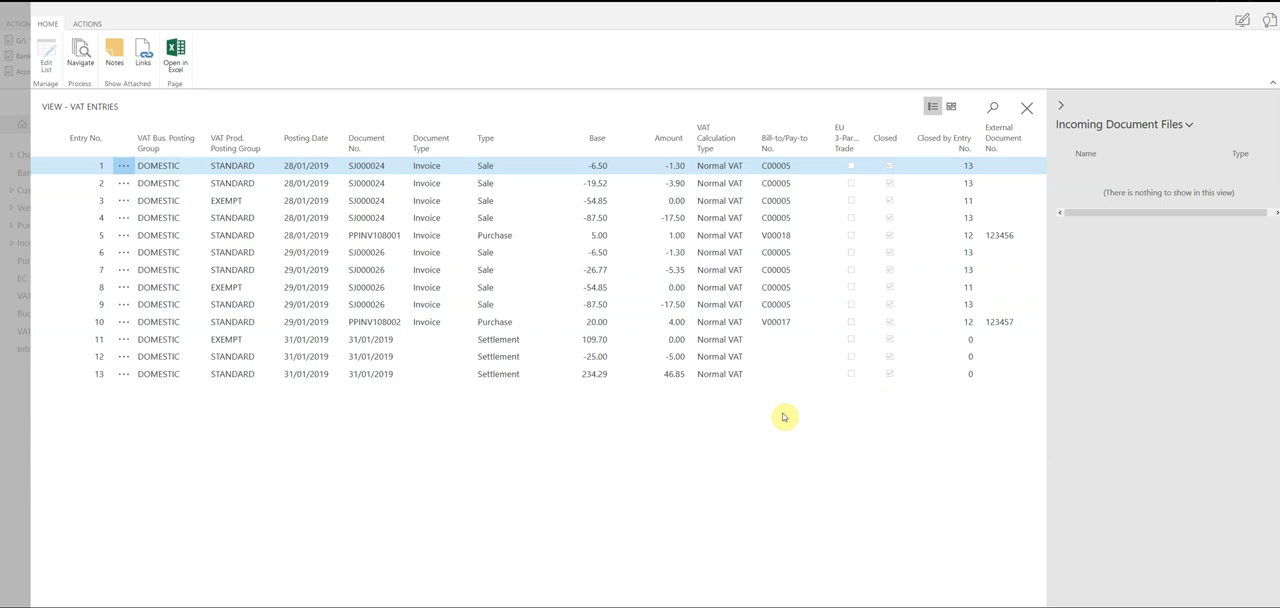 HOME ACTIONS
Edit List Navigate Notes Links Open in Excel
Manage Process Show Attached Page
VIEW - VAT ENTRIES
Incoming Document Files
Entry No. VAT Bus. Posting Group VAT Prod. Posting Group Posting Date Document No. Document Type Type Base Amount VAT Calculation Type Bill-to/Pay-to No. EU 3-Par... Trade Closed Closed by Entry No. External Document No.
Name Type
(There is nothing to show in this view)
1 ... DOMESTIC STANDARD 28/01/2019 SJ000024 Invoice Sale -6.50 -1.30 Normal VAT C00005 13
2 ... DOMESTIC STANDARD 28/01/2019 SJ000024 Invoice Sale -19.52 -3.90 Normal VAT C00005 13
3 ... DOMESTIC EXEMPT 28/01/2019 SJ000024 Invoice Sale -54.85 0.00 Normal VAT C00005 11
4 ... DOMESTIC STANDARD 28/01/2019 SJ000024 Invoice Sale -87.50 -17.50 Normal VAT C00005 13
5 ... DOMESTIC STANDARD 28/01/2019 PPINV108001 Invoice Purchase 5.00 1.00 Normal VAT V00018 12 123456
6 ... DOMESTIC STANDARD 29/01/2019 SJ000026 Invoice Sale -6.50 -1.30 Normal VAT C00005 13
7 ... DOMESTIC STANDARD 29/01/2019 SJ000026 Invoice Sale -26.77 -5.35 Normal VAT C00005 13
8 ... DOMESTIC EXEMPT 29/01/2019 SJ000026 Invoice Sale -54.85 0.00 Normal VAT C00005 11
9 ... DOMESTIC STANDARD 29/01/2019 SJ000026 Invoice Sale -87.50 -17.50 Normal VAT C00005 13
10 ... DOMESTIC STANDARD 29/01/2019 PPINV108002 Invoice Purchase 20.00 4.00 Normal VAT V00017 12 123457
11 ... DOMESTIC EXEMPT 31/01/2019 31/01/2019 Settlement 109.70 0.00 Normal VAT 0
12 ... DOMESTIC STANDARD 31/01/2019 31/01/2019 Settlement -25.00 -5.00 Normal VAT 0
13 ... DOMESTIC STANDARD 31/01/2019 31/01/2019 Settlement 234.29 46.85 Normal VAT 0